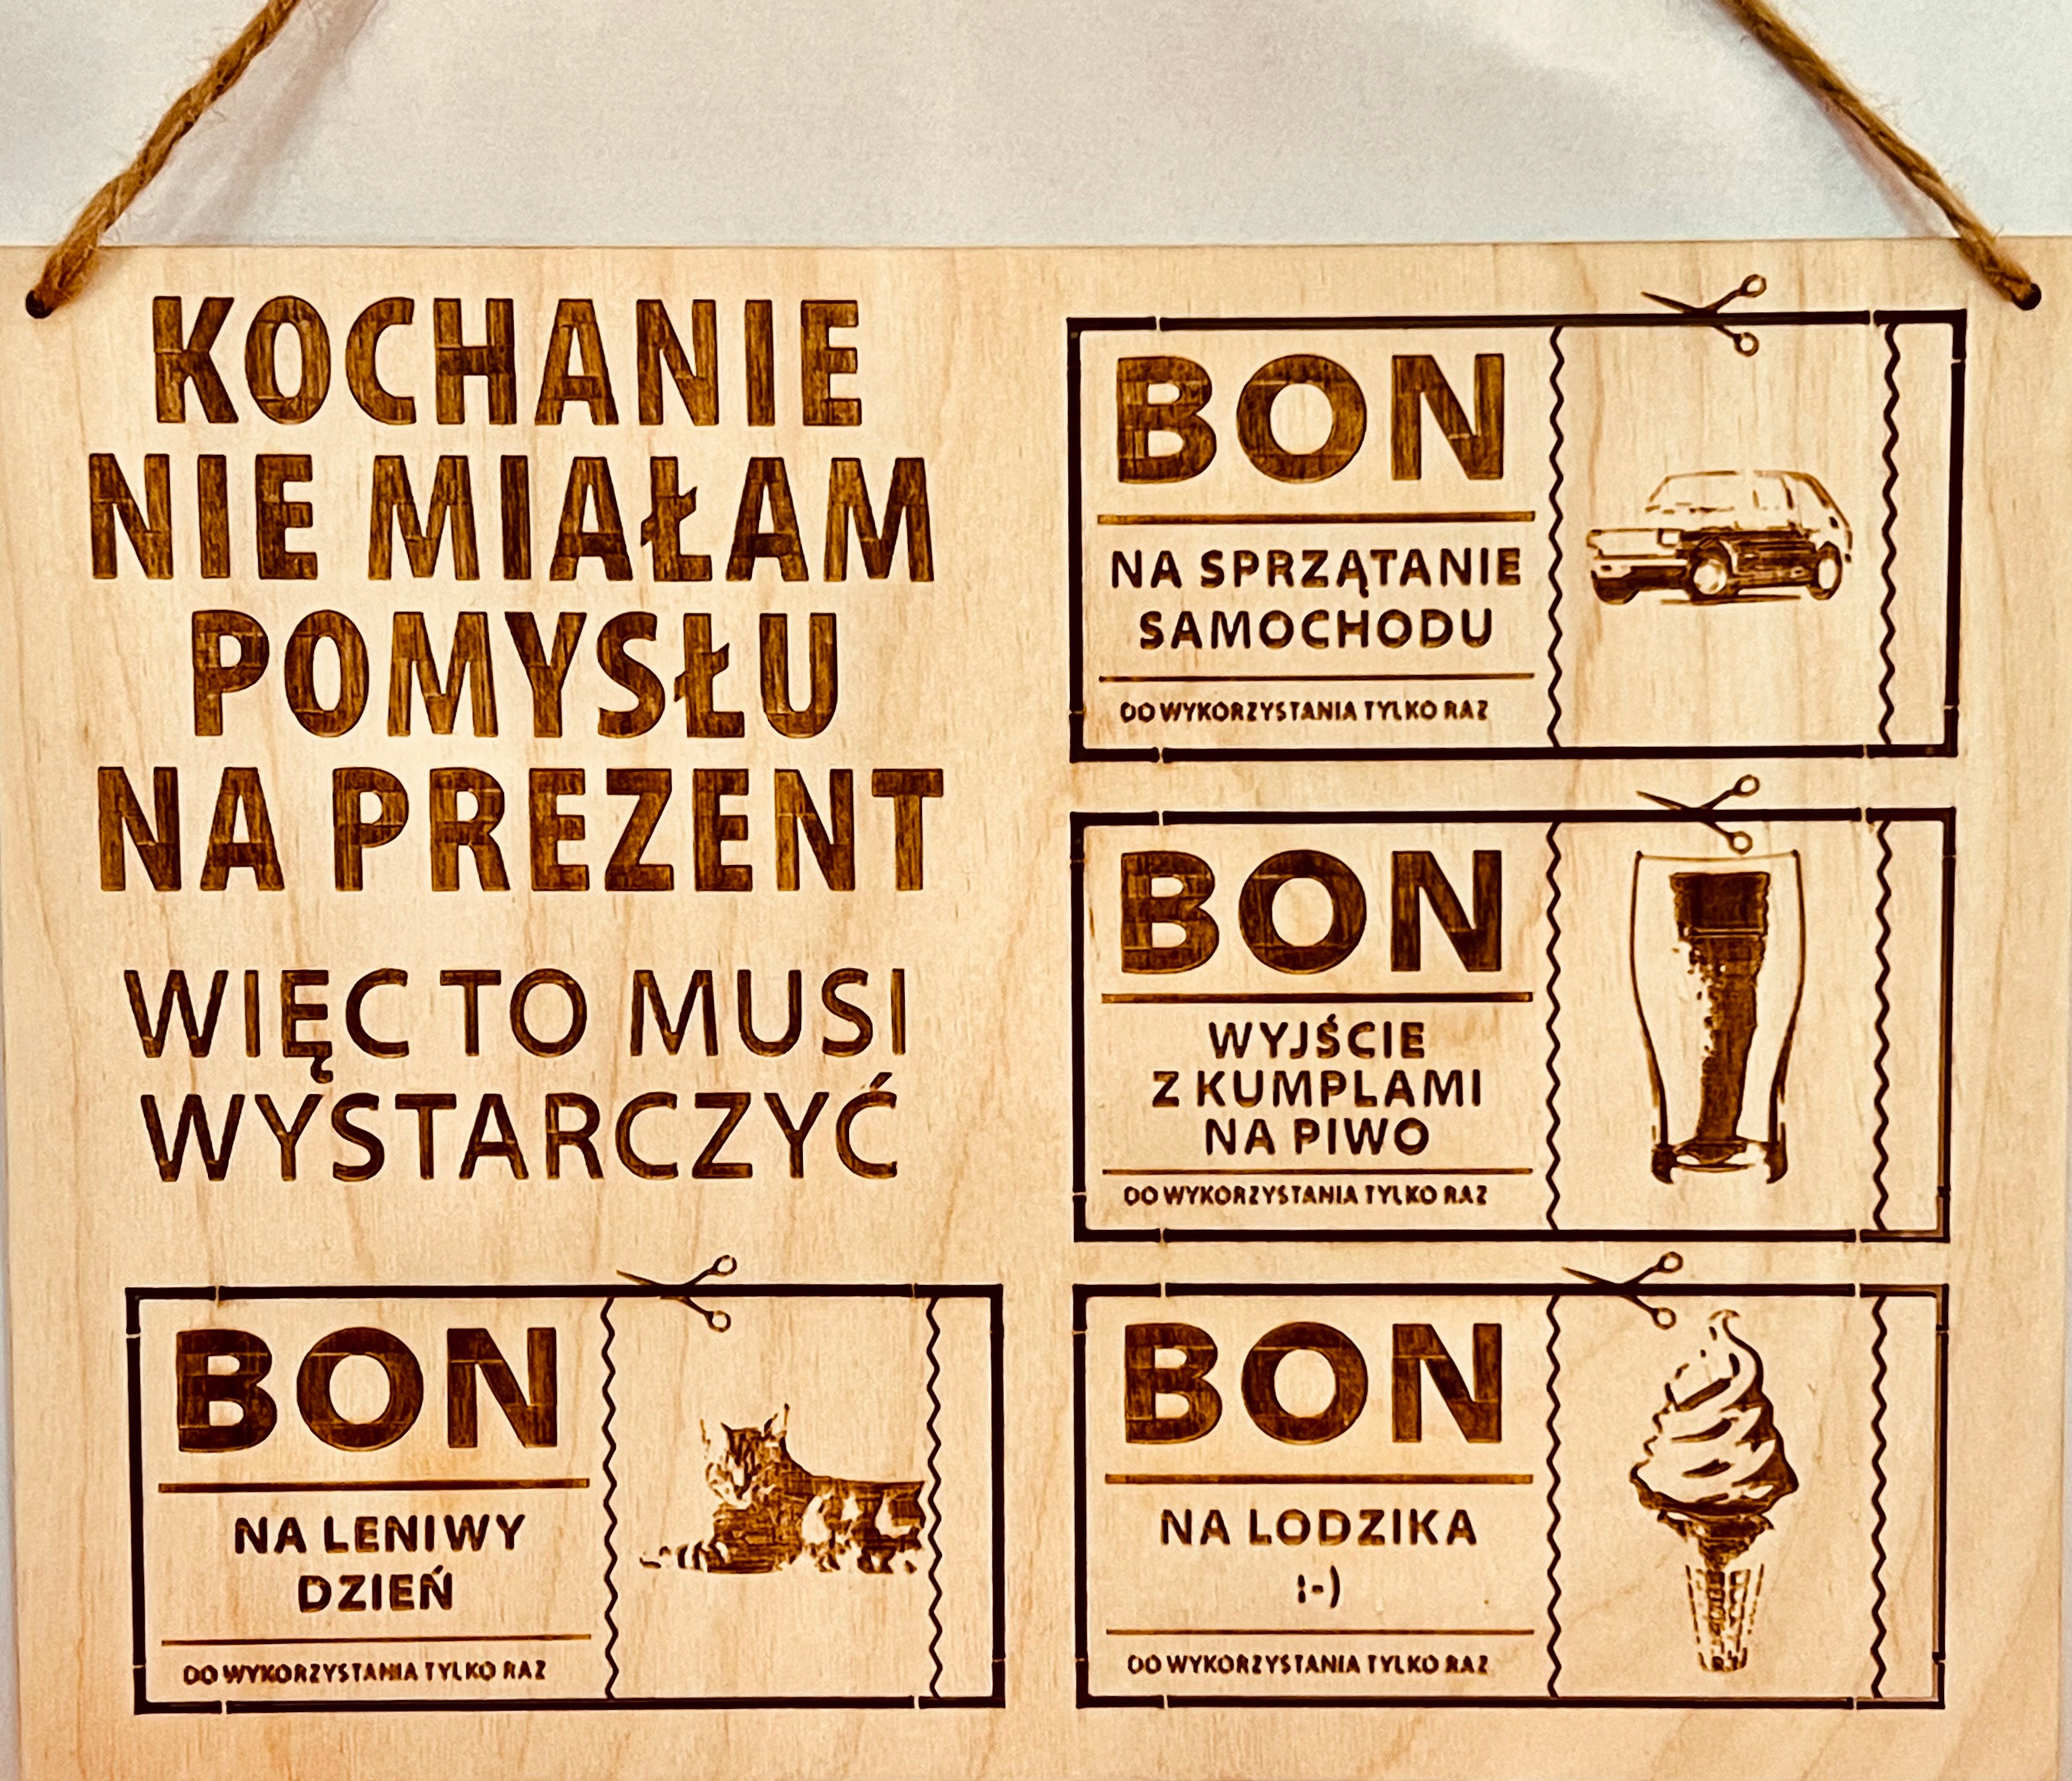 KOCHANIE
NIE MIAŁAM
POMYSŁU
NA PREZENT
WIĘC TO MUSI
WYSTARCZYĆ
BON
NA SPRZĄTANIE
SAMOCHODU
DO WYKORZYSTANIA TYLKO RAZ
BON
WYJŚCIE
Z KUMPLAMI
NA PIWO
DO WYKORZYSTANIA TYLKO RAZ
BON
NA LENIWY
DZIEŃ
DO WYKORZYSTANIA TYLKO RAZ
BON
NA LODZIKA
:-)
DO WYKORZYSTANIA TYLKO RAZ